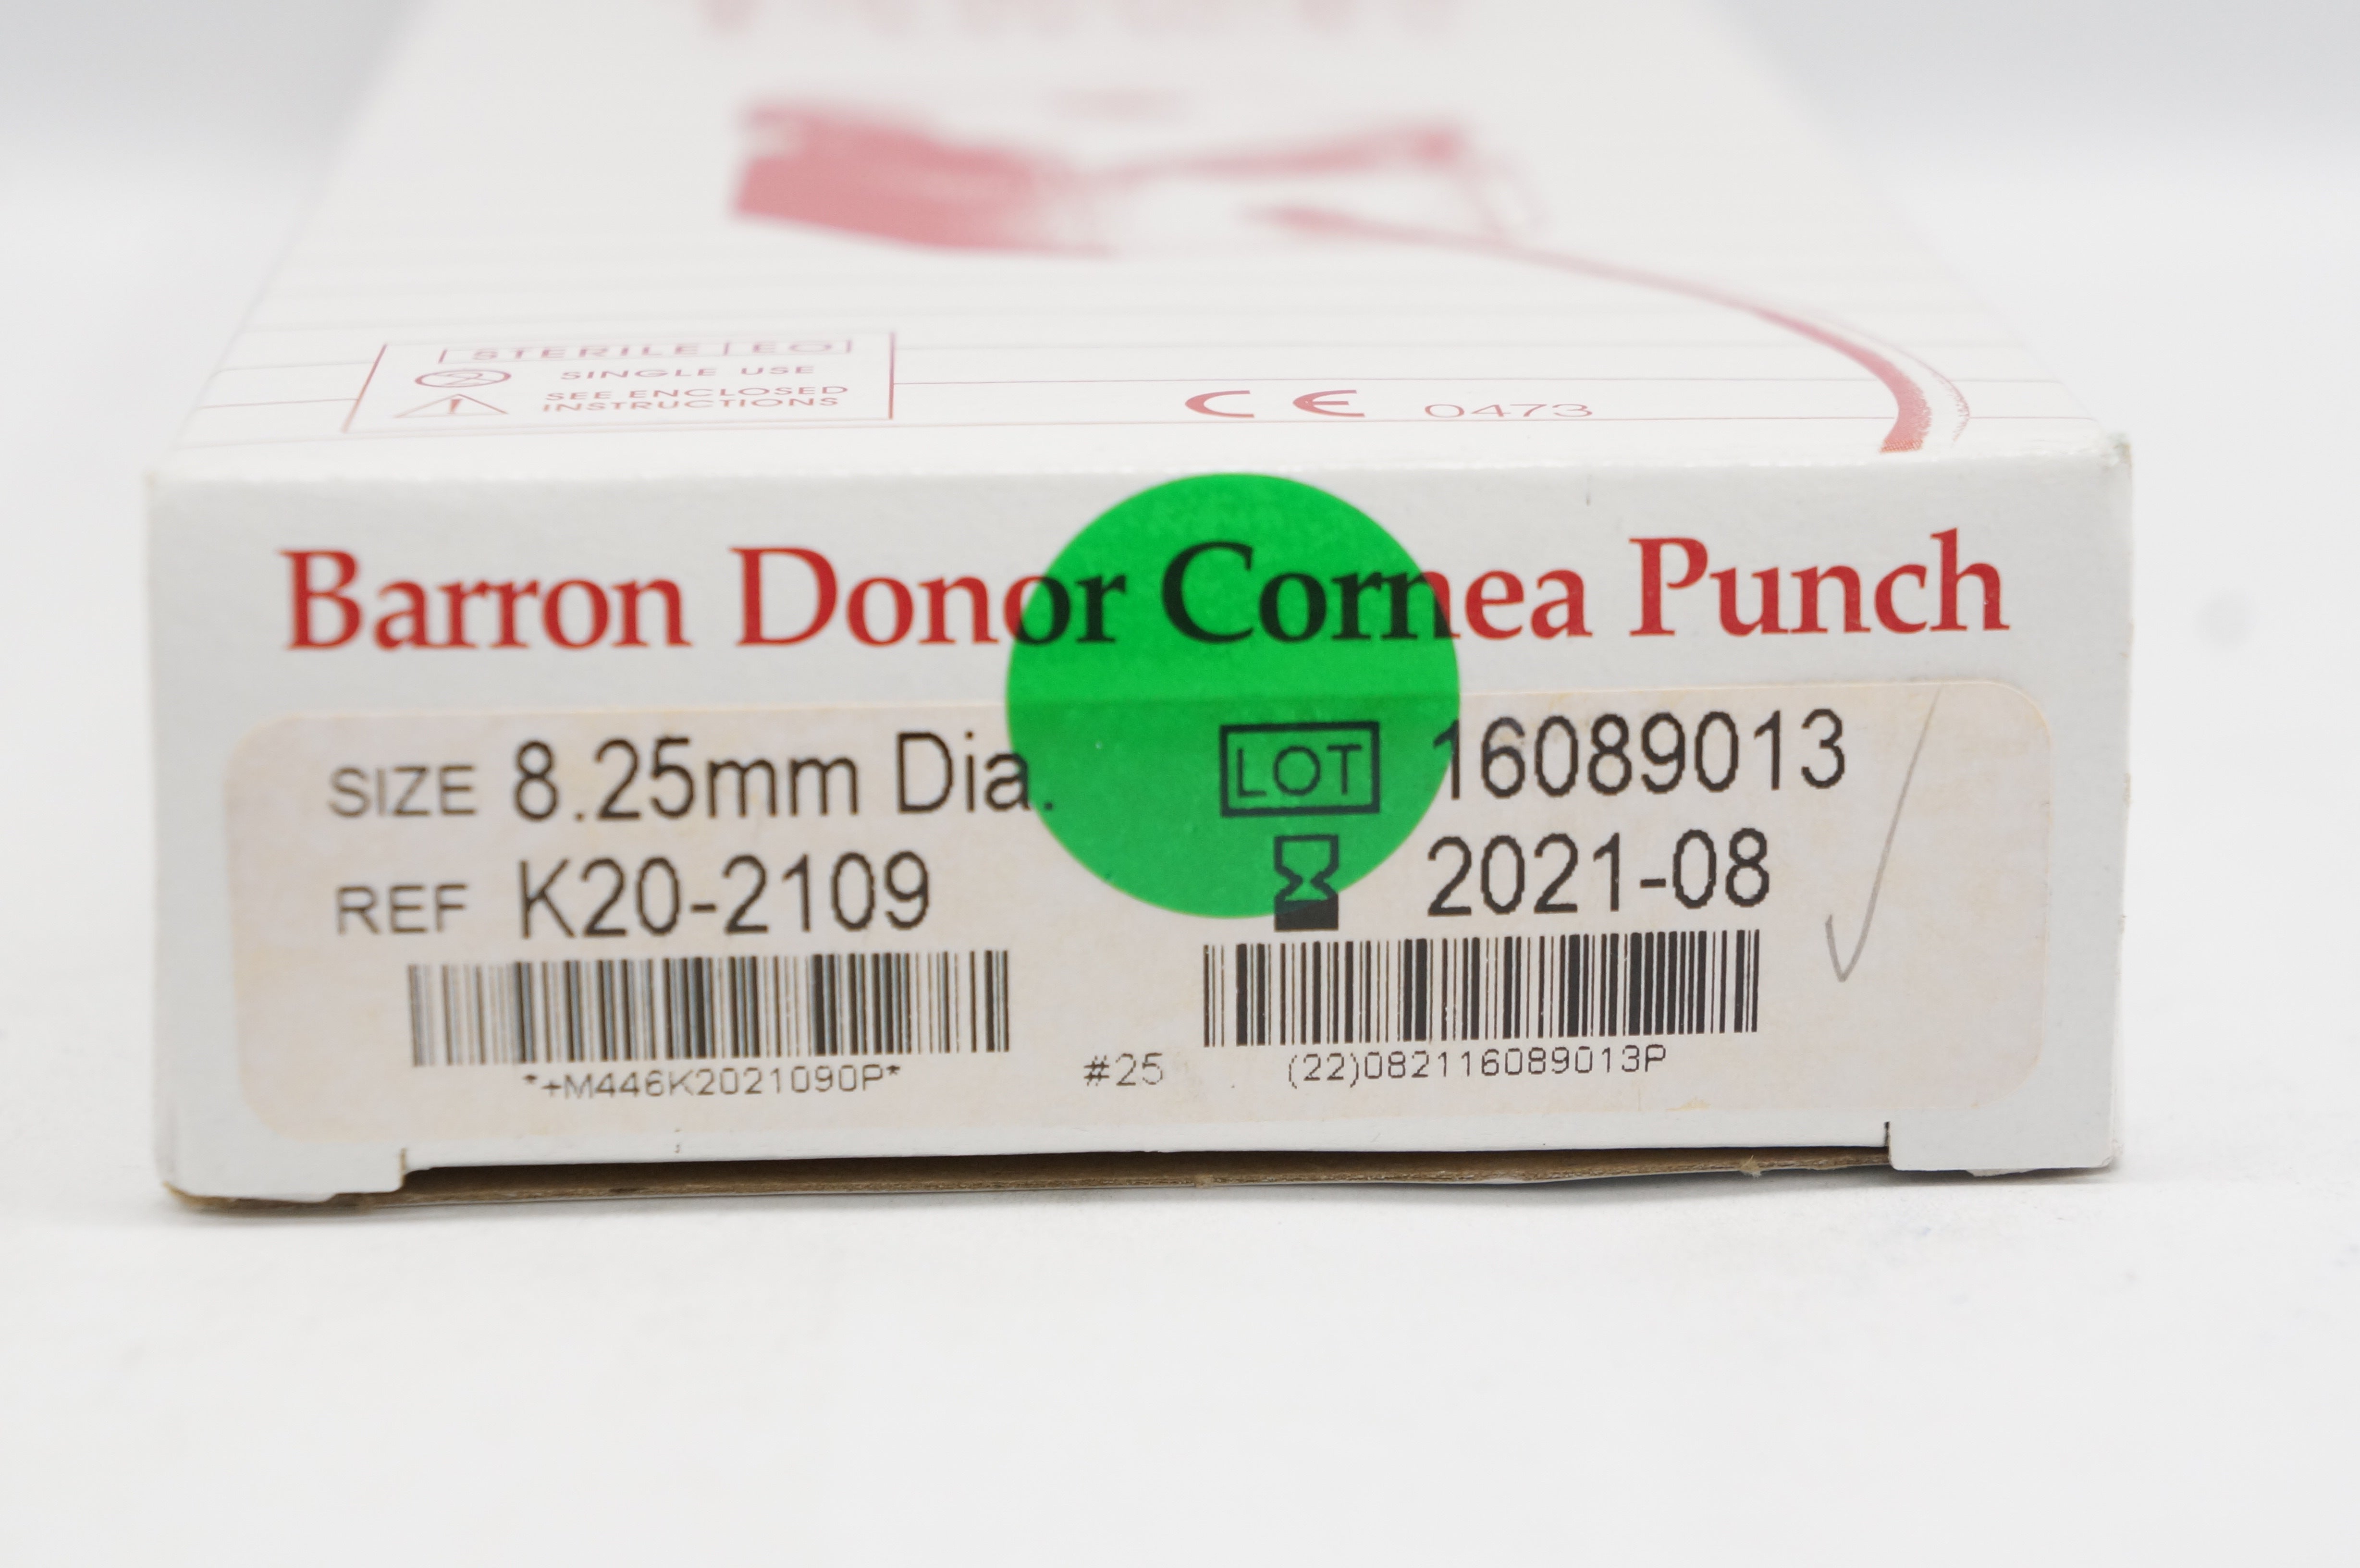 STERILE EO
SINGLE USE
SEE ENCLOSED
INSTRUCTIONS
CE 0473
Barron Donor Cornea Punch
SIZE 8.25mm Dia.
LOT 16089013
REF K20-2109
2021-08
*+M446K2021090P*
#25
(22)082116089013P